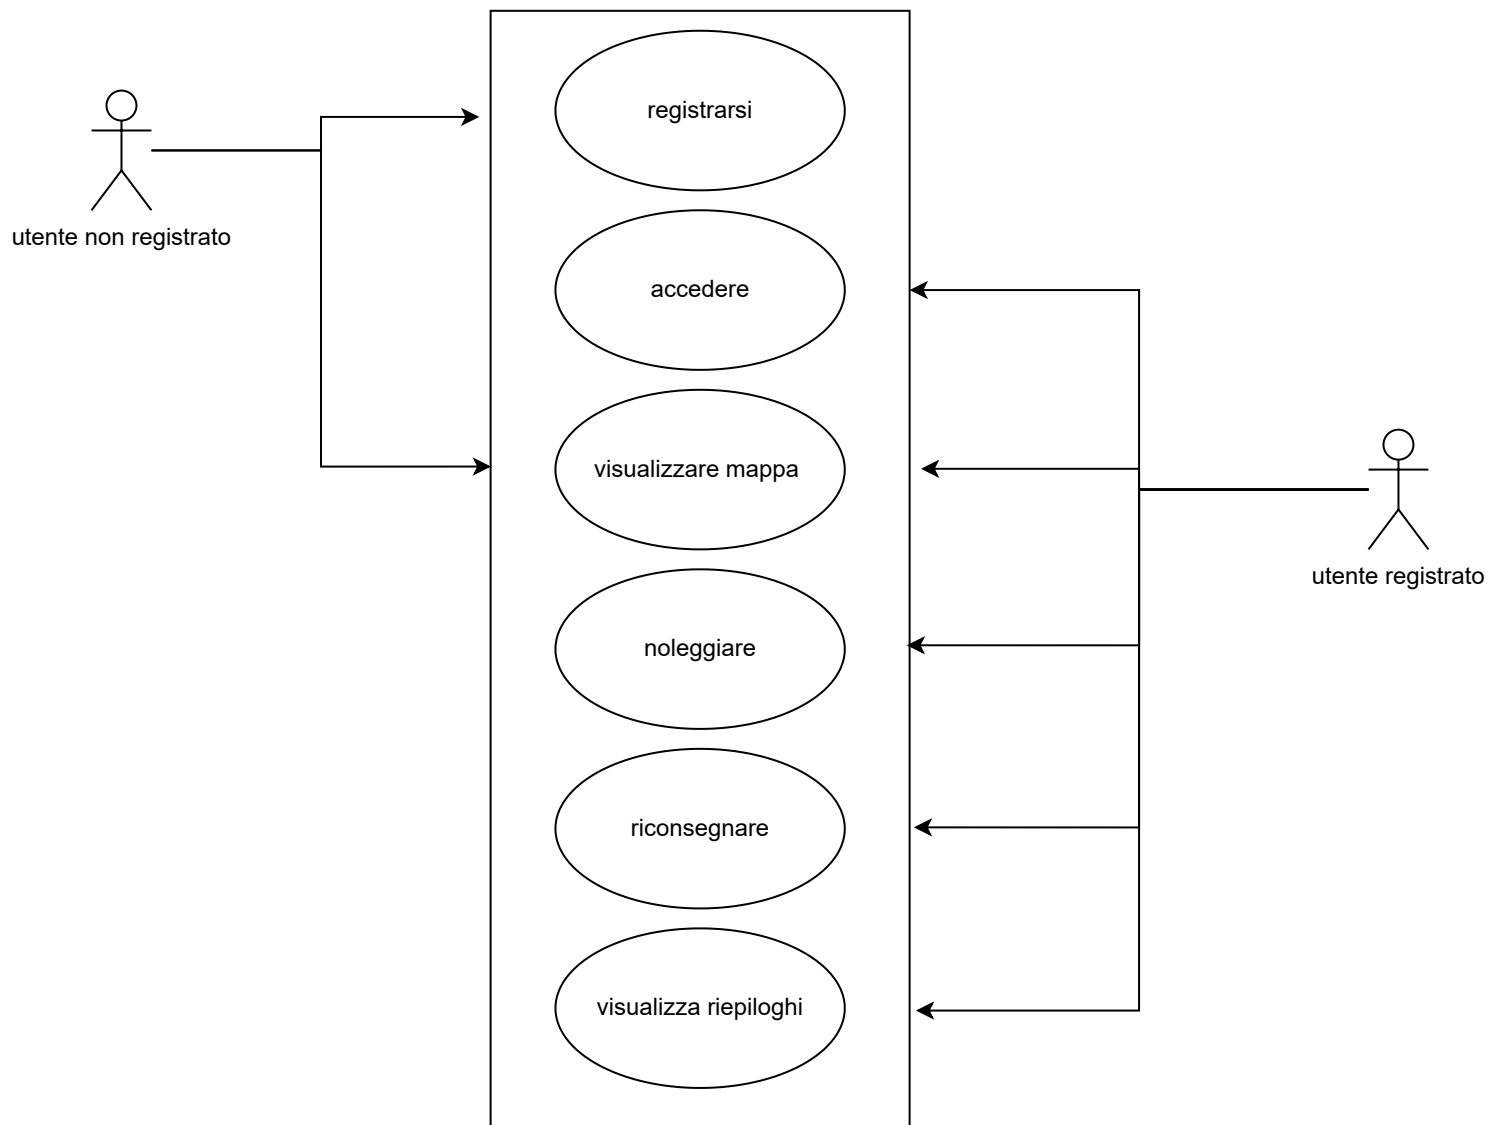 registrarsi
utente non registrato
accedere
visualizzare mappa
utente registrato
noleggiare
riconsegnare
visualizza riepiloghi